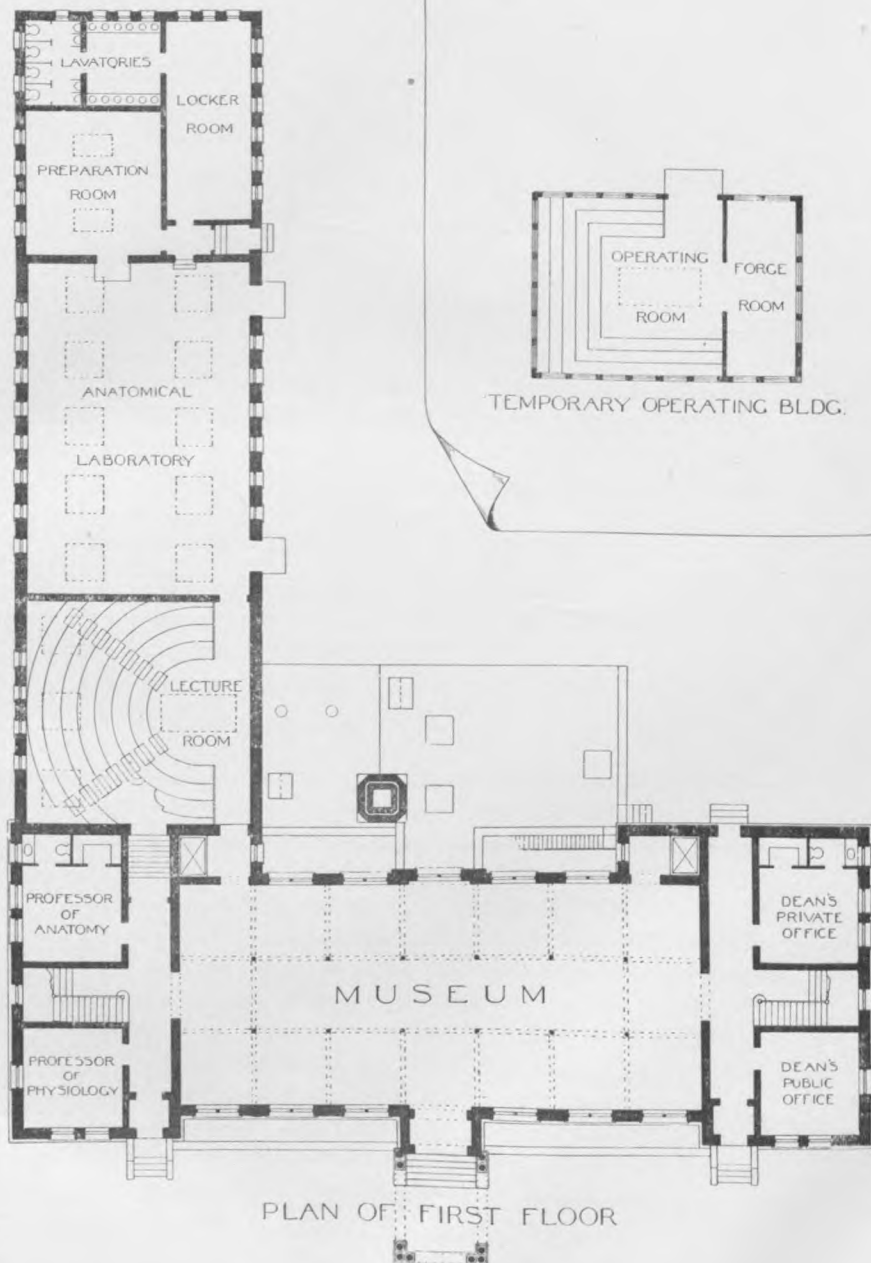 LAVATORIES
LOCKER
ROOM
PREPARATION
ROOM
ANATOMICAL
LABORATORY
LECTURE
ROOM
OPERATING
ROOM
FORGE
ROOM
TEMPORARY OPERATING BLDG.
PROFESSOR
OF
ANATOMY
PROFESSOR
OF
PHYSIOLOGY
MUSEUM
DEAN'S
PRIVATE
OFFICE
DEAN'S
PUBLIC
OFFICE
PLAN OF FIRST FLOOR